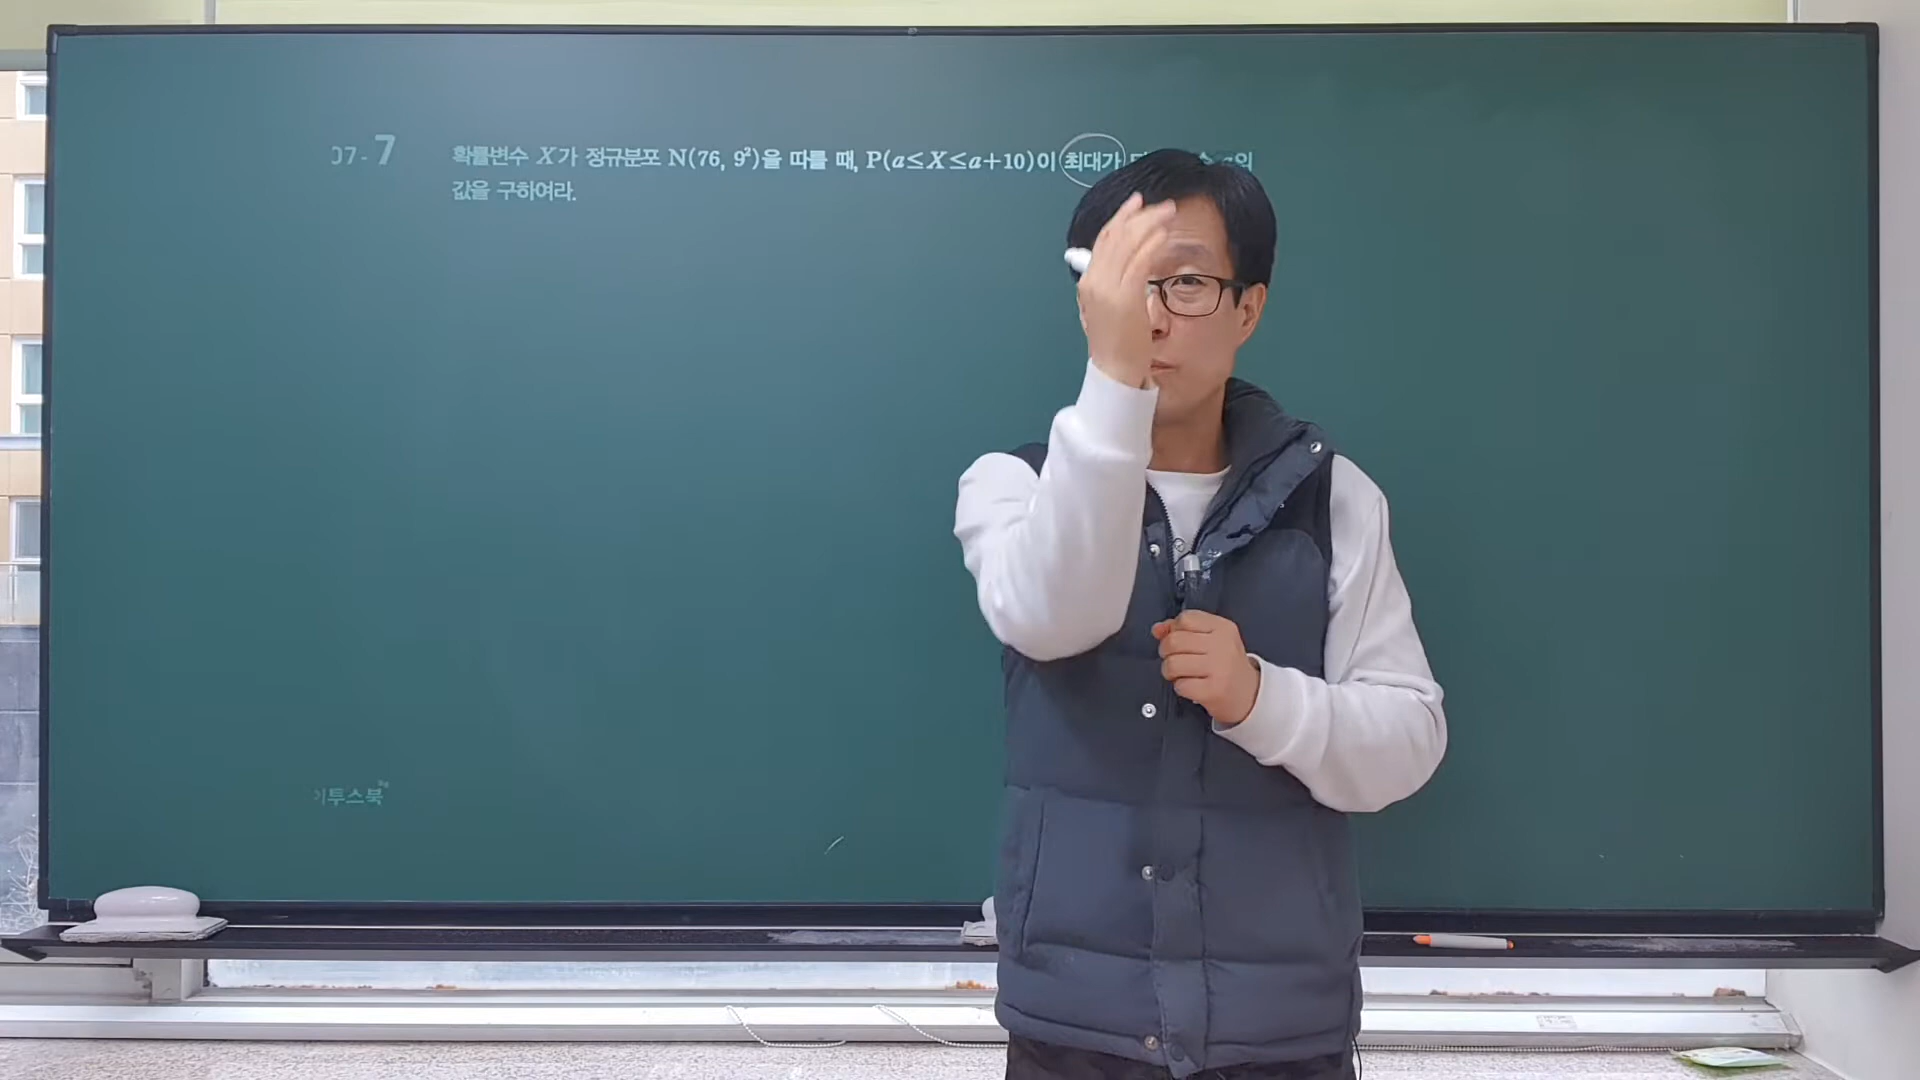 07-7 확률변수 X가 정규분포 N(76, 9²)을 따를 때, P(a≤X≤a+10)이 최대가
값을 구하여라.
이투스북